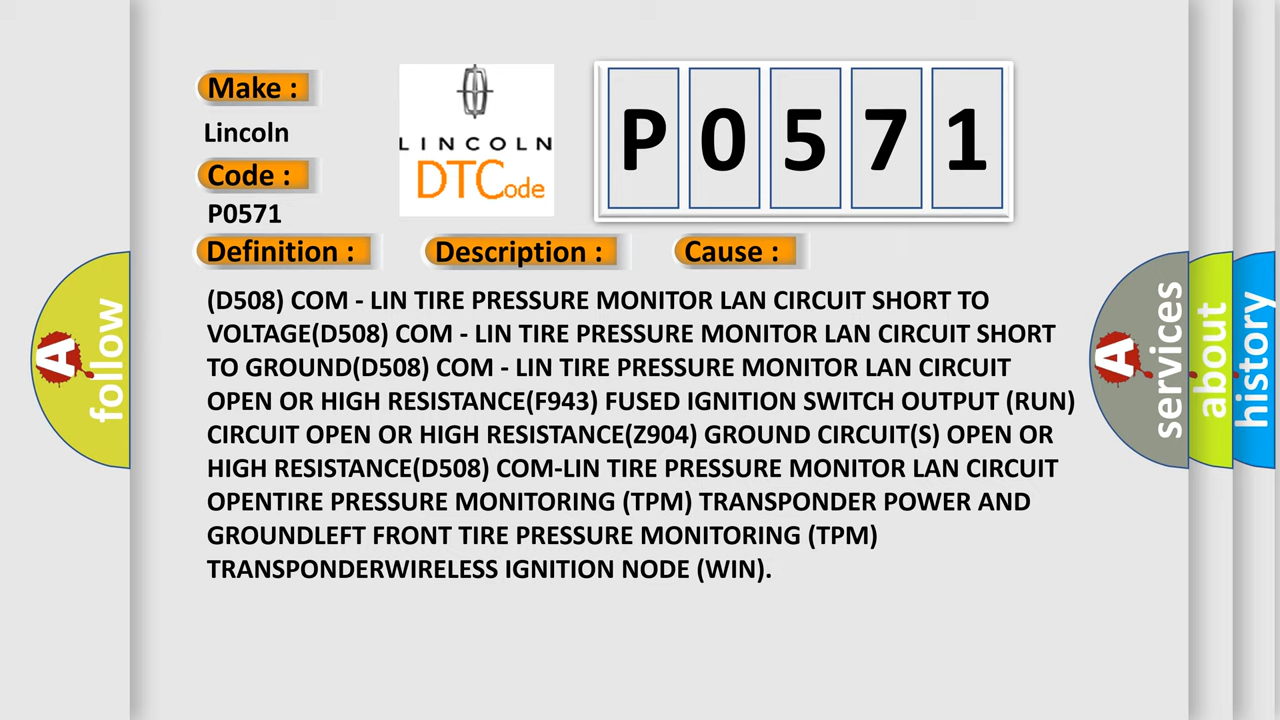 Make :
Lincoln
Code :
P0571
LINCOLN
DTCode
P0571
Definition :
Description :
Cause :
(D508) COM - LIN TIRE PRESSURE MONITOR LAN CIRCUIT SHORT TO
VOLTAGE(D508) COM - LIN TIRE PRESSURE MONITOR LAN CIRCUIT SHORT
TO GROUND(D508) COM - LIN TIRE PRESSURE MONITOR LAN CIRCUIT
OPEN OR HIGH RESISTANCE(F943) FUSED IGNITION SWITCH OUTPUT (RUN)
CIRCUIT OPEN OR HIGH RESISTANCE(Z904) GROUND CIRCUIT(S) OPEN OR
HIGH RESISTANCE(D508) COM-LIN TIRE PRESSURE MONITOR LAN CIRCUIT
OPENTIRE PRESSURE MONITORING (TPM) TRANSPONDER POWER AND
GROUNDLEFT FRONT TIRE PRESSURE MONITORING (TPM)
TRANSPONDERWIRELESS IGNITION NODE (WIN).
A follow
A services
about
history